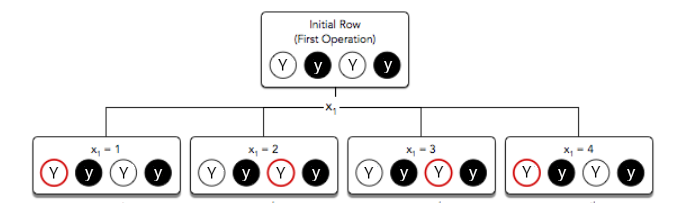 Initial Row
(First Operation)
Y y Y y
x₁
x₁ = 1
Y y Y y
x₁ = 2
Y y Y y
x₁ = 3
Y y Y y
x₁ = 4
Y y Y y